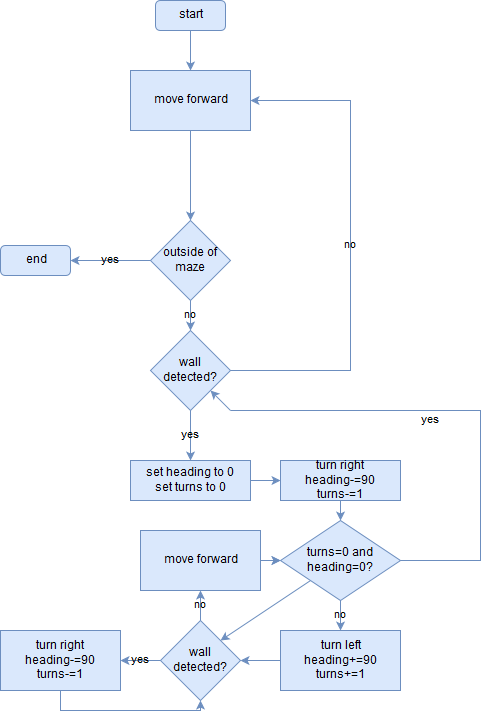 start
move forward
no
outside of
maze
yes
end
no
wall
detected?
yes
yes
set heading to 0
set turns to 0
turn right
heading-=90
turns-=1
turns=0 and
heading=0?
move forward
no
no
turn right
heading-=90
turns-=1
yes
wall
detected?
turn left
heading+=90
turns+=1